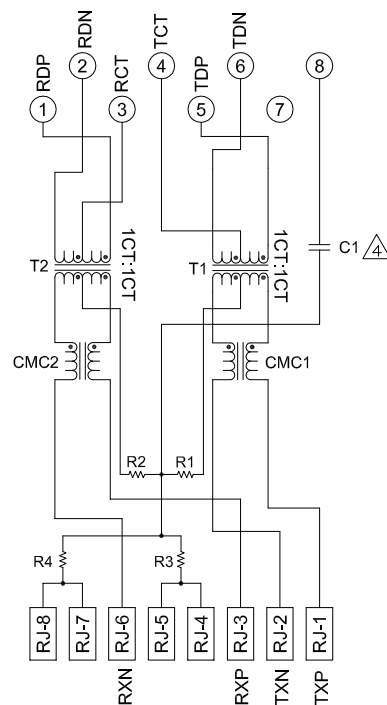 RDP
RDN
RCT
TCT
TDP
TDN
1
2
3
4
5
6
7
8
T2
1CT:1CT
T1
1CT:1CT
C1
4
CMC2
CMC1
R2
R1
R4
R3
RJ-8
RJ-7
RJ-6
RJ-5
RJ-4
RJ-3
RJ-2
RJ-1
RXN
RXP
TXN
TXP